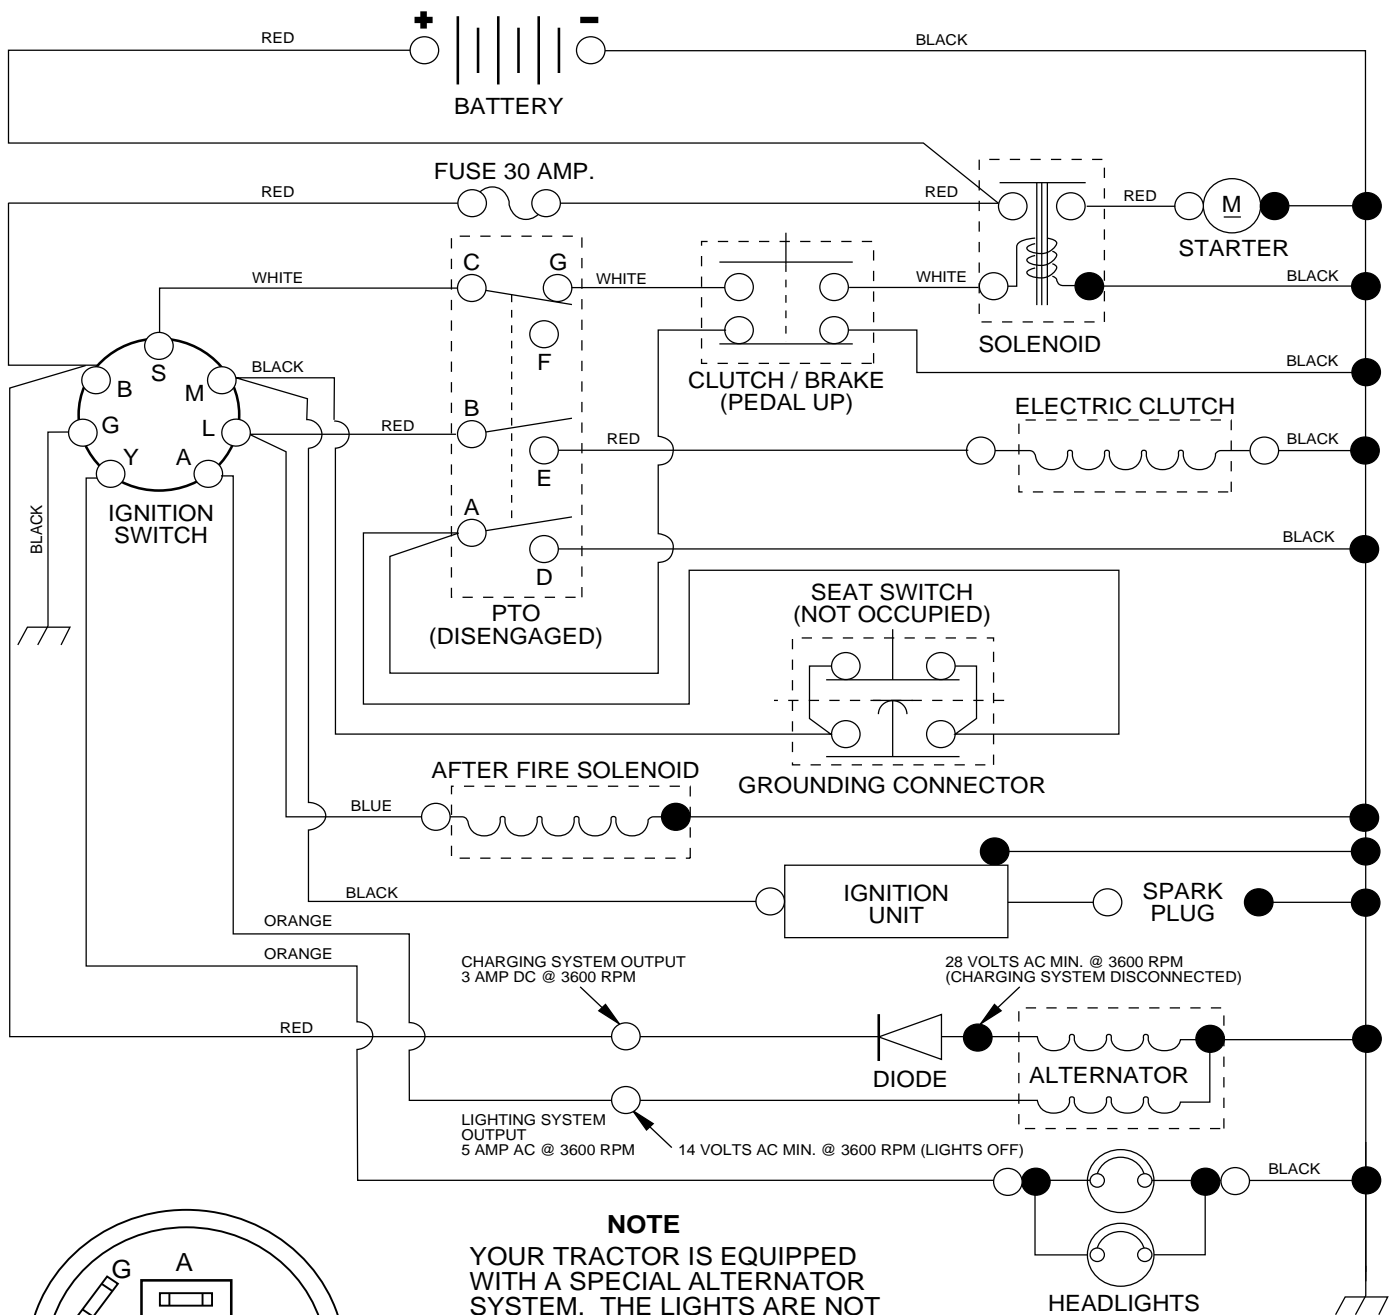 + -
RED
BLACK
BATTERY
FUSE 30 AMP.
RED
RED
RED
M
STARTER
C G
WHITE
WHITE
WHITE
BLACK
SOLENOID
S
F
B
M
BLACK
CLUTCH / BRAKE
(PEDAL UP)
BLACK
G
L
RED
B
RED
ELECTRIC CLUTCH
BLACK
Y A
E
IGNITION
SWITCH
BLACK
A
D
BLACK
PTO
(DISENGAGED)
SEAT SWITCH
(NOT OCCUPIED)
GROUNDING CONNECTOR
AFTER FIRE SOLENOID
BLUE
BLACK
IGNITION
UNIT
SPARK
PLUG
ORANGE
ORANGE
CHARGING SYSTEM OUTPUT
3 AMP DC @ 3600 RPM
28 VOLTS AC MIN. @ 3600 RPM
(CHARGING SYSTEM DISCONNECTED)
RED
DIODE
ALTERNATOR
LIGHTING SYSTEM
OUTPUT
5 AMP AC @ 3600 RPM
14 VOLTS AC MIN. @ 3600 RPM (LIGHTS OFF)
BLACK
HEADLIGHTS
G A
NOTE
YOUR TRACTOR IS EQUIPPED
WITH A SPECIAL ALTERNATOR
SYSTEM. THE LIGHTS ARE NOT